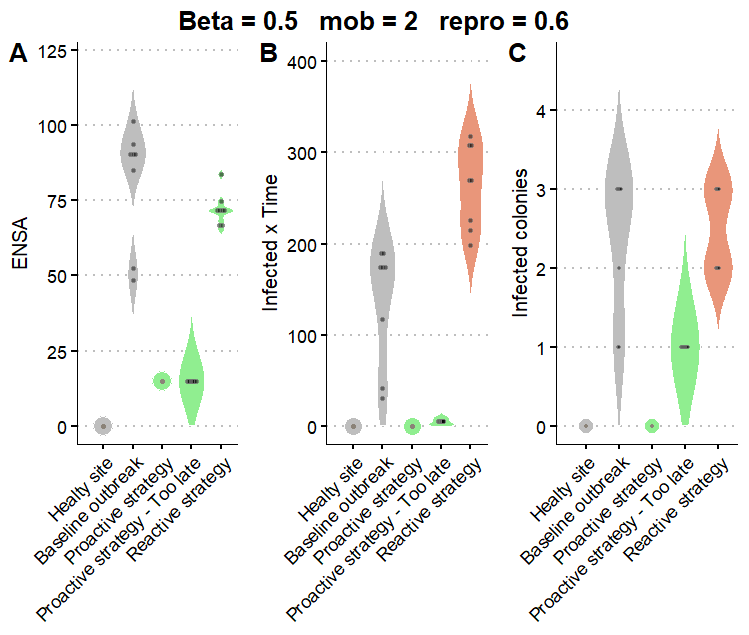 Beta = 0.5   mob = 2   repro = 0.6
A
ENSA
125
100
75
50
25
0
Healty site
Baseline outbreak
Proactive strategy
Proactive strategy - Too late
Reactive strategy
B
Infected x Time
400
300
200
100
0
Healty site
Baseline outbreak
Proactive strategy
Proactive strategy - Too late
Reactive strategy
C
Infected colonies
4
3
2
1
0
Healty site
Baseline outbreak
Proactive strategy
Proactive strategy - Too late
Reactive strategy